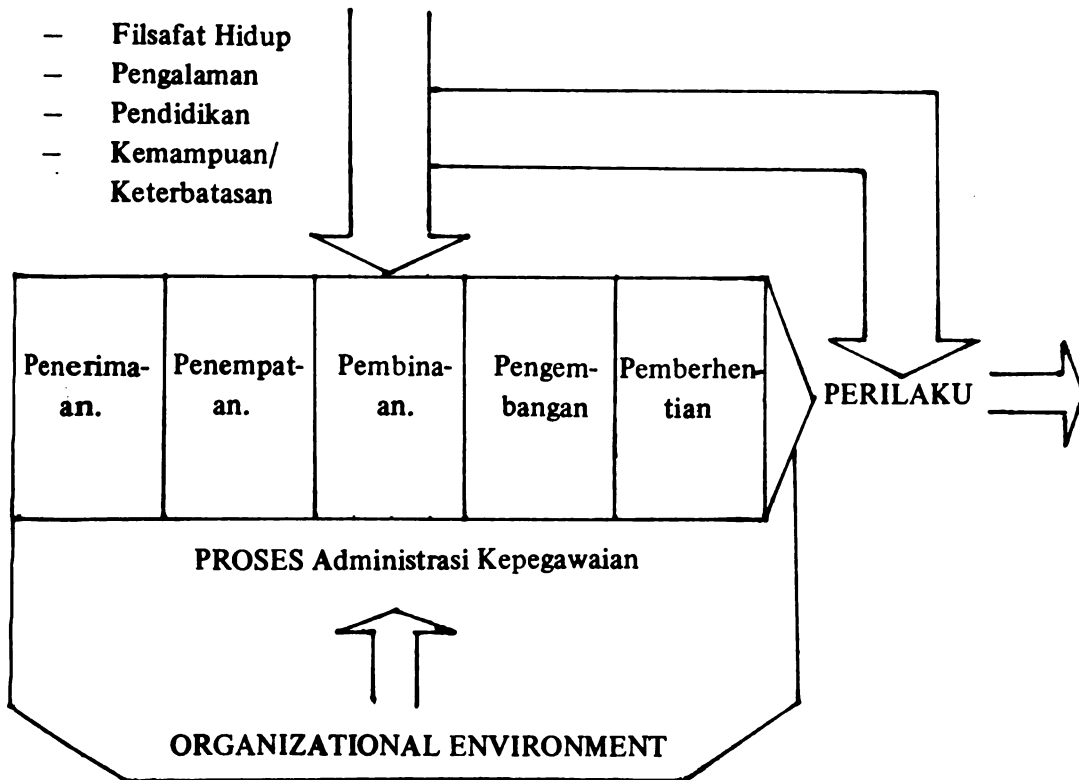 – Filsafat Hidup
– Pengalaman
– Pendidikan
– Kemampuan/
Keterbatasan
Penerima-
an.
Penempat-
an.
Pembina-
an.
Pengem-
bangan
Pemberhen-
tian
PERILAKU
PROSES Administrasi Kepegawaian
ORGANIZATIONAL ENVIRONMENT